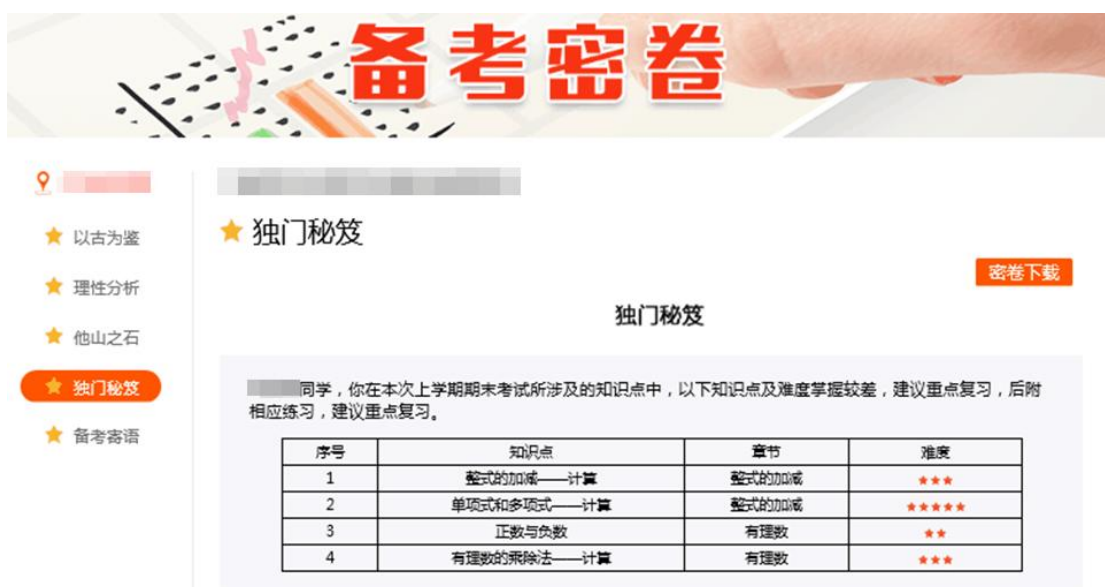 备考密卷
以古为鉴
理性分析
他山之石
独门秘笈
备考寄语
独门秘笈
密卷下载
独门秘笈
同学，你在本次上学期期末考试所涉及的知识点中，以下知识点及难度掌握较差，建议重点复习，后附
相应练习，建议重点复习。
序号 知识点 章节 难度
1 整式的加减——计算 整式的加减 ★★★
2 单项式和多项式——计算 整式的加减 ★★★★★
3 正数与负数 有理数 ★★
4 有理数的乘除法——计算 有理数 ★★★